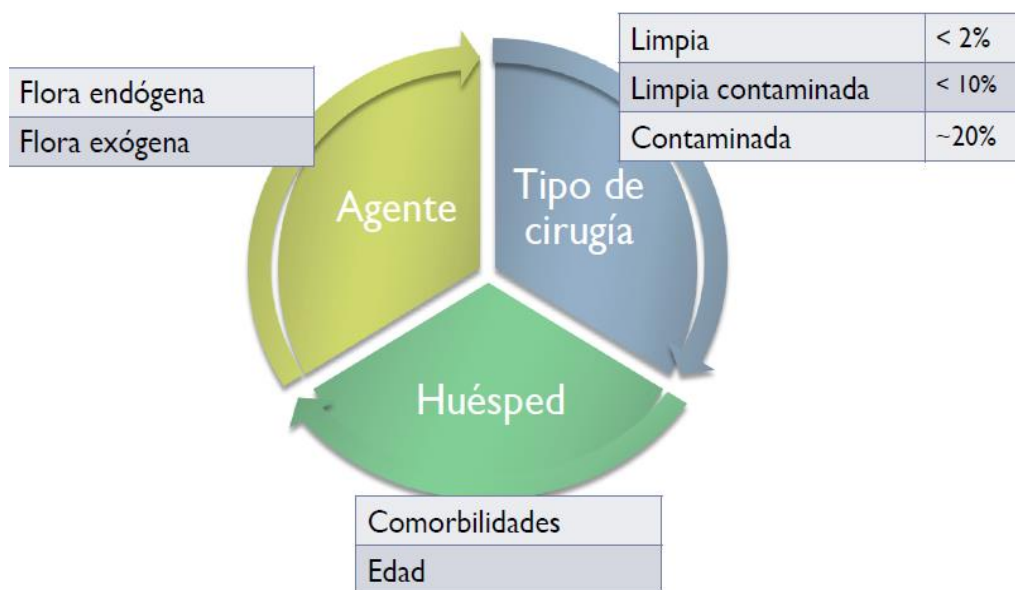 Flora endógena
Flora exógena
Agente
Tipo de
cirugía
Limpia < 2%
Limpia contaminada < 10%
Contaminada ~20%
Huésped
Comorbilidades
Edad